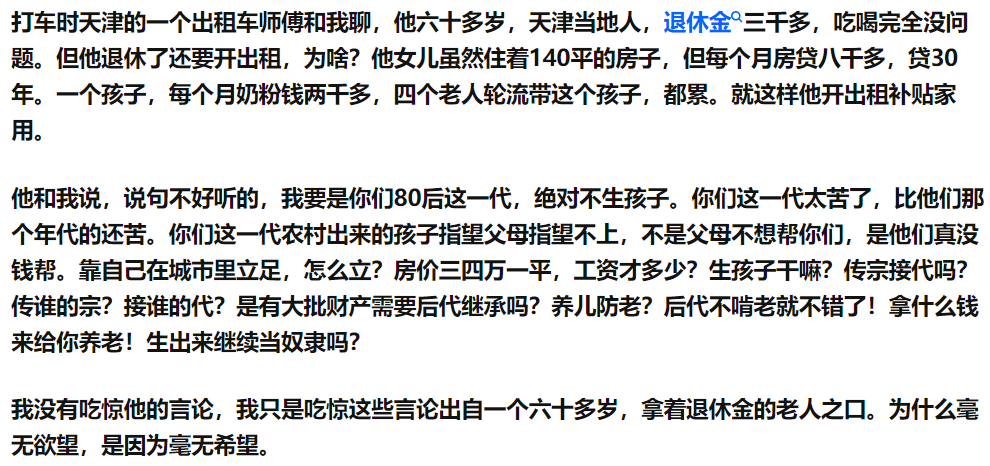 打车时天津的一个出租车师傅和我聊，他六十多岁，天津当地人，退休金三千多，吃喝完全没问
题。但他退休了还要开出租，为啥？他女儿虽然住着140平的房子，但每个月房贷八千多，贷30
年。一个孩子，每个月奶粉钱两千多，四个老人轮流带这个孩子，都累。就这样他开出租补贴家
用。
他和我说，说句不好听的，我要是你们80后这一代，绝对不生孩子。你们这一代太苦了，比他们那
个年代的还苦。你们这一代农村出来的孩子指望父母指望不上，不是父母不想帮你们，是他们真没
钱帮。靠自己在城市里立足，怎么立？房价三四万一平，工资才多少？生孩子干嘛？传宗接代吗？
传谁的宗？接谁的代？是有大批财产需要后代继承吗？养儿防老？后代不啃老就不错了！拿什么钱
来给你养老！生出来继续当奴隶吗？
我没有吃惊他的言论，我只是吃惊这些言论出自一个六十多岁，拿着退休金的老人之口。为什么毫
无欲望，是因为毫无希望。